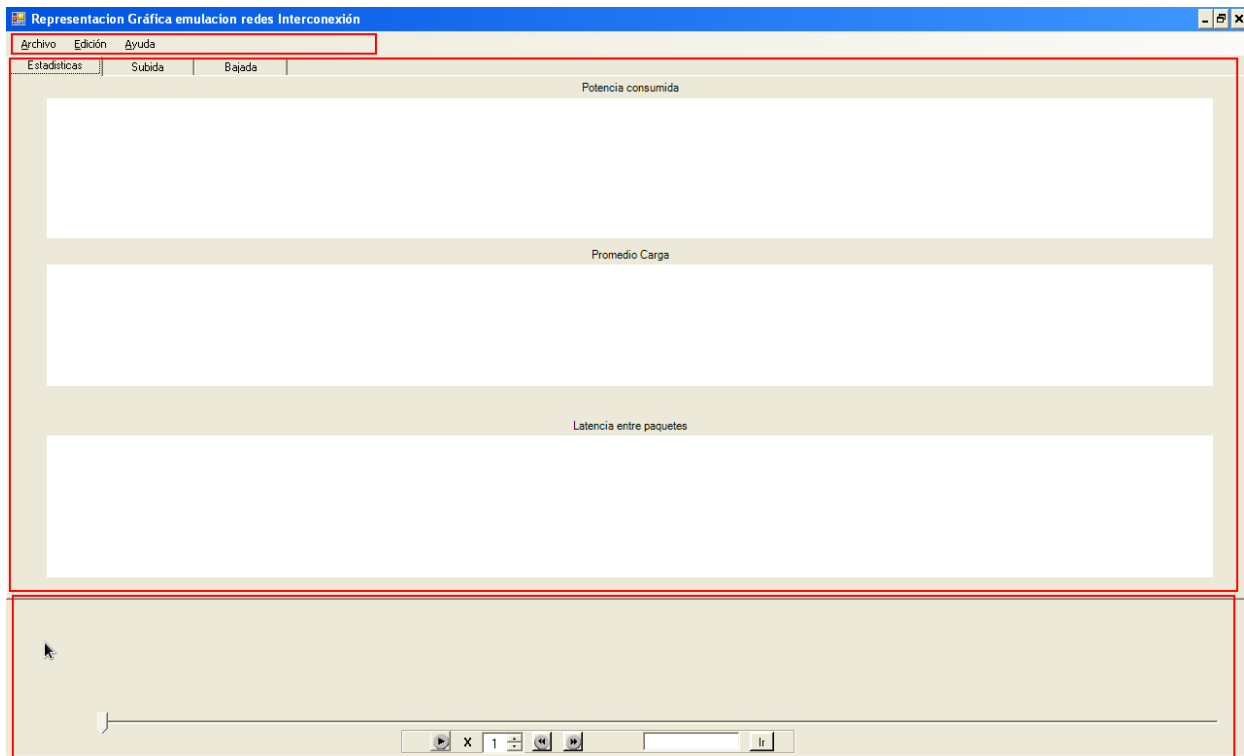 Representacion Gráfica emulacion redes Interconexión
Archivo Edición Ayuda
Estadisticas Subida Bajada
Potencia consumida
Promedio Carga
Latencia entre paquetes
X 1 Ir